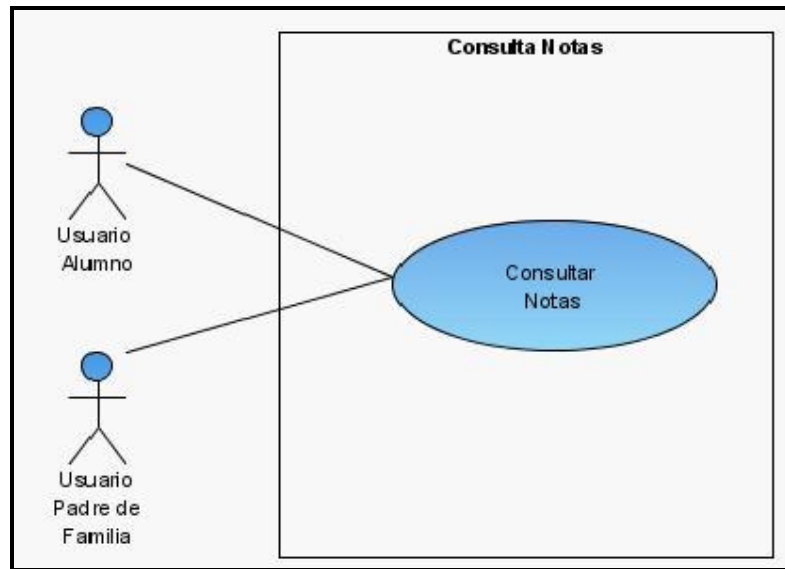 Consulta Notas
Usuario
Alumno
Consultar
Notas
Usuario
Padre de
Familia